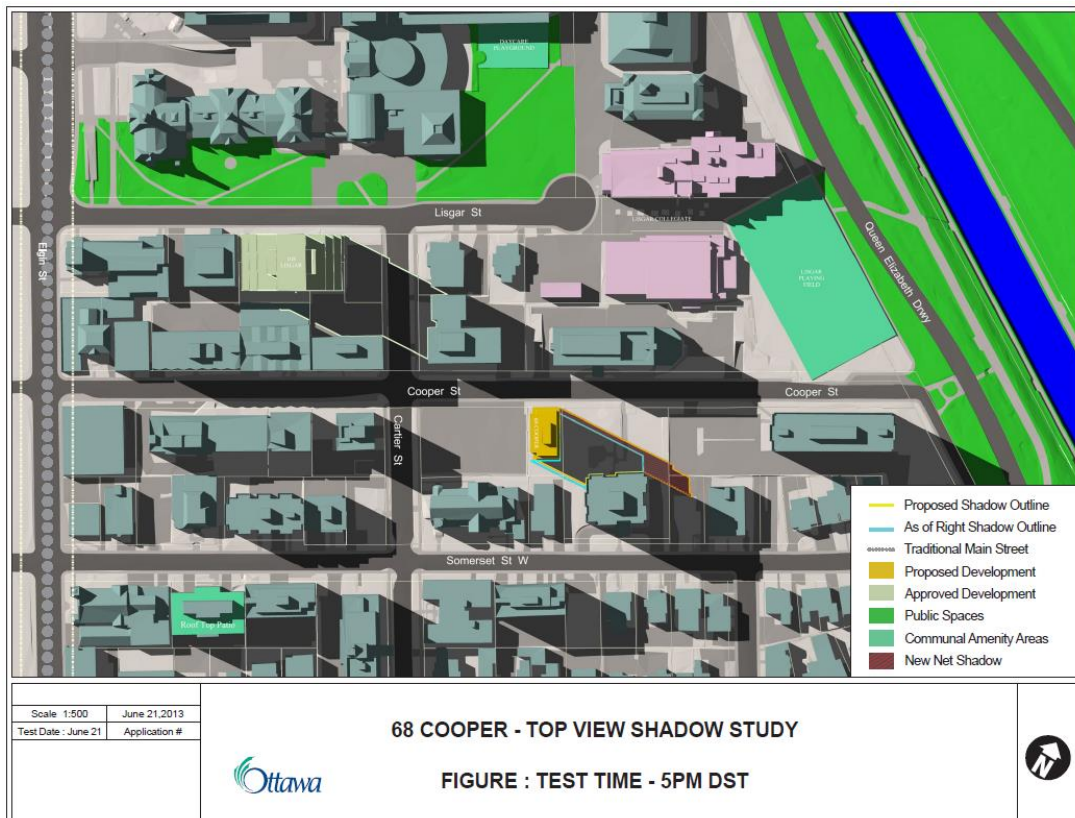 DAYCARE
PLAYGROUND
Lisgar St
LISGAR COLLEGIATE
Elgin St
LISGAR
LISGAR
PLAYING
FIELD
Queen Elizabeth Drwy
Cooper St
Cooper St
Cartier St
Somerset St W
Roof Top Patio
Proposed Shadow Outline
As of Right Shadow Outline
Traditional Main Street
Proposed Development
Approved Development
Public Spaces
Communal Amenity Areas
New Net Shadow
Scale 1:500
June 21,2013
Test Date : June 21
Application #
Ottawa
68 COOPER - TOP VIEW SHADOW STUDY
FIGURE : TEST TIME - 5PM DST
N